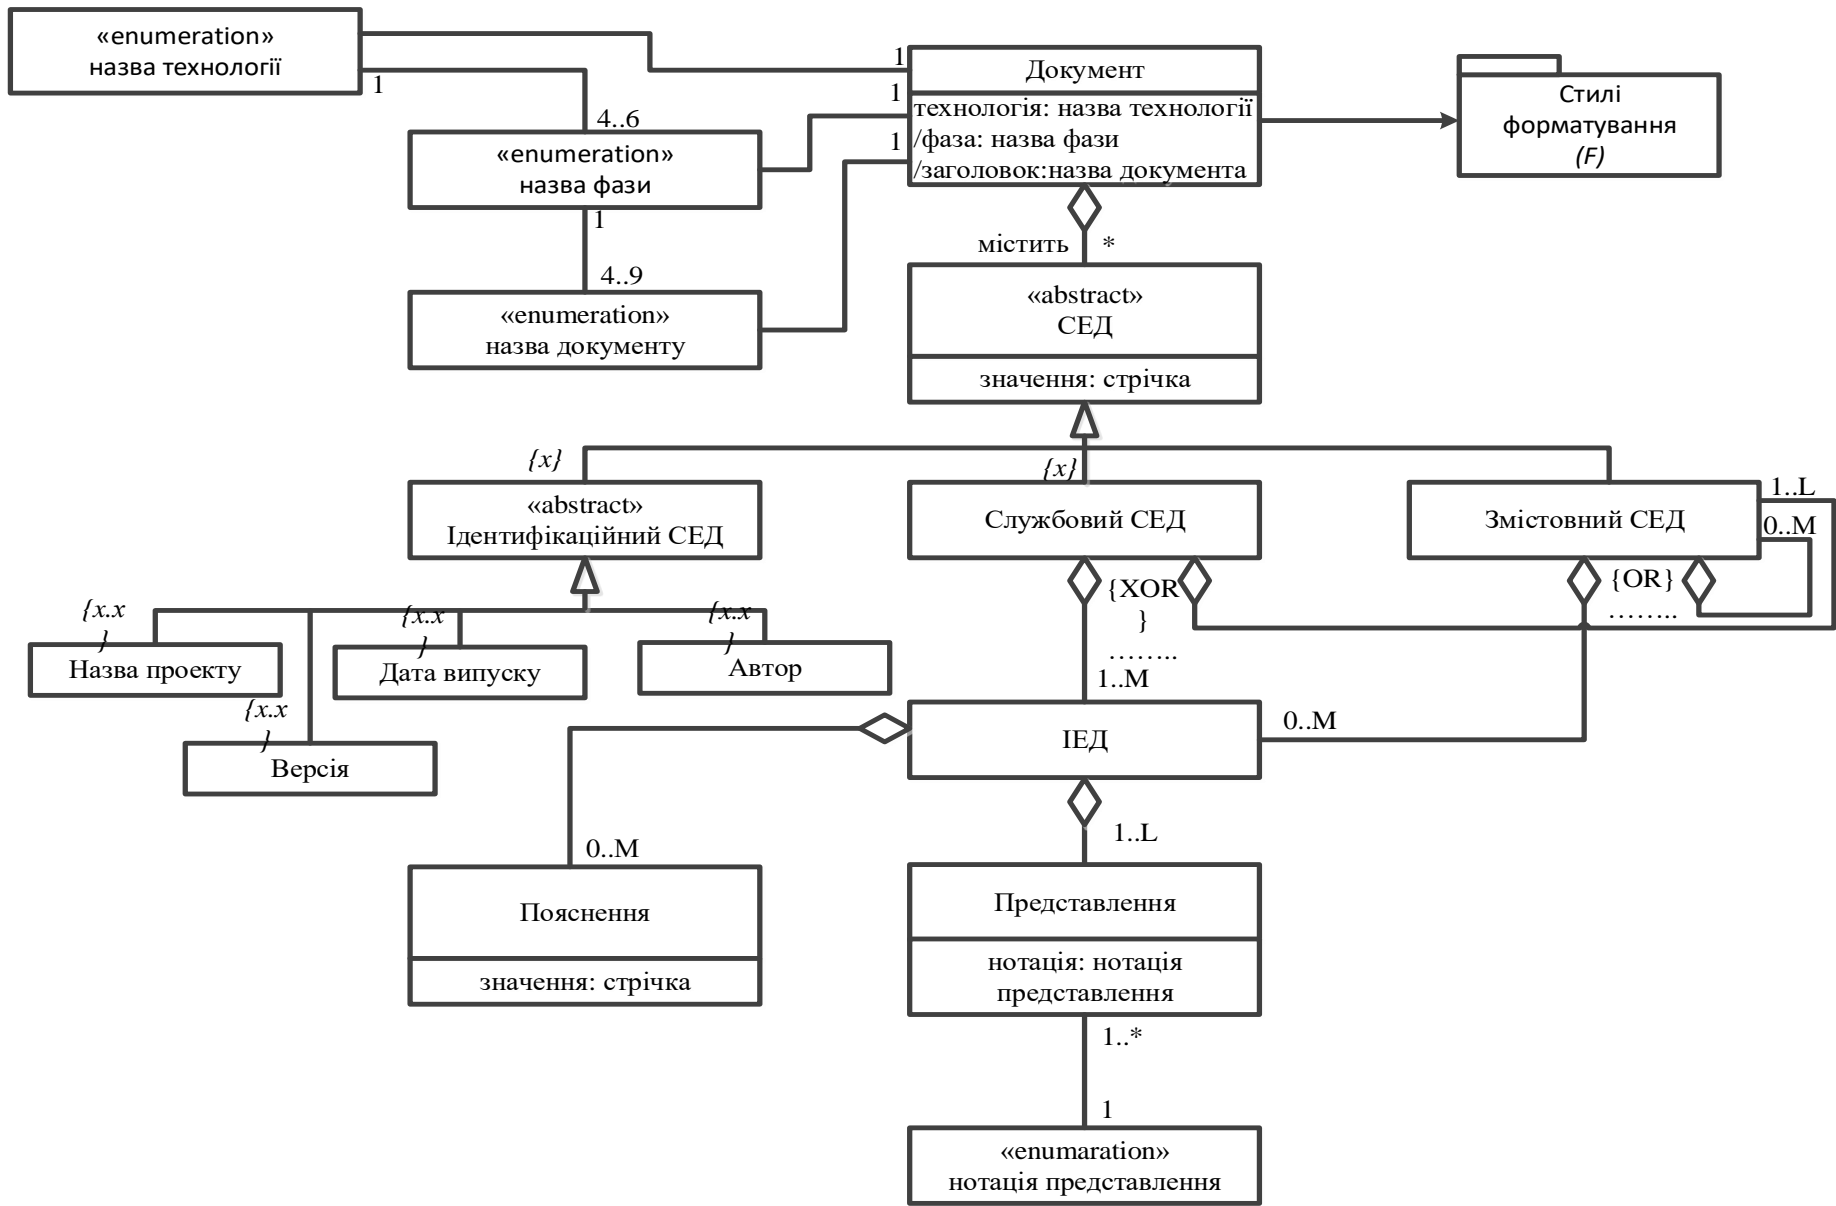 «enumeration»
назва технології
1
1
Документ
технологія: назва технології
/фаза: назва фази
/заголовок:назва документа
1
1
Стилі
форматування
(F)
4..6
«enumeration»
назва фази
1
4..9
«enumeration»
назва документу
містить
*
«abstract»
СЕД
значення: стрічка
{x}
{x}
«abstract»
Ідентифікаційний СЕД
Службовий СЕД
Змістовний СЕД
1..L
0..M
{XOR
}
........
{OR}
........
{x.x
}
{x.x
}
{x.x
}
Назва проекту
Дата випуску
Автор
{x.x
}
Версія
1..M
ІЕД
0..M
0..M
1..L
Пояснення
значення: стрічка
Представлення
нотація: нотація
представлення
1..*
1
«enumaration»
нотація представлення